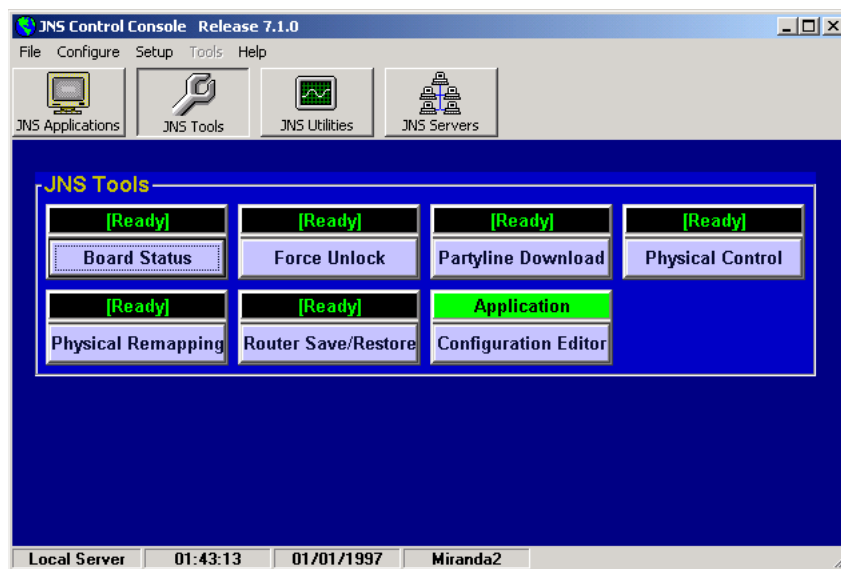 JNS Control Console Release 7.1.0
File Configure Setup Tools Help
JNS Applications JNS Tools JNS Utilities JNS Servers
JNS Tools
[Ready] [Ready] [Ready] [Ready]
Board Status Force Unlock Partyline Download Physical Control
[Ready] [Ready] Application
Physical Remapping Router Save/Restore Configuration Editor
Local Server 01:43:13 01/01/1997 Miranda2